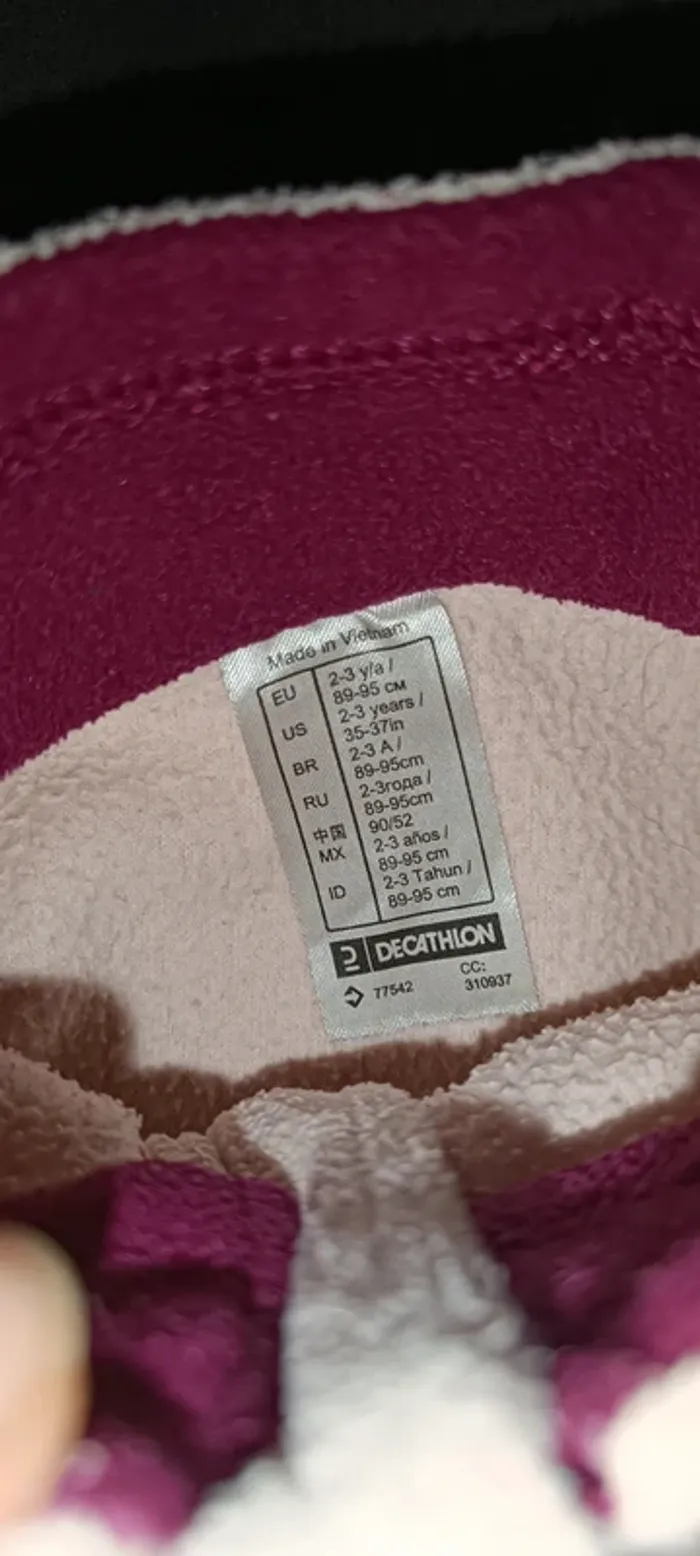 Made in Vietnam
EU 2-3 y/a /
89-95 см
US 2-3 years /
35-37in
BR 2-3 A /
89-95cm
RU 2-3года /
89-95cm
中国 90/52
MX 2-3 años /
89-95 cm
ID 2-3 Tahun /
89-95 cm
DECATHLON
77542 CC:
310937